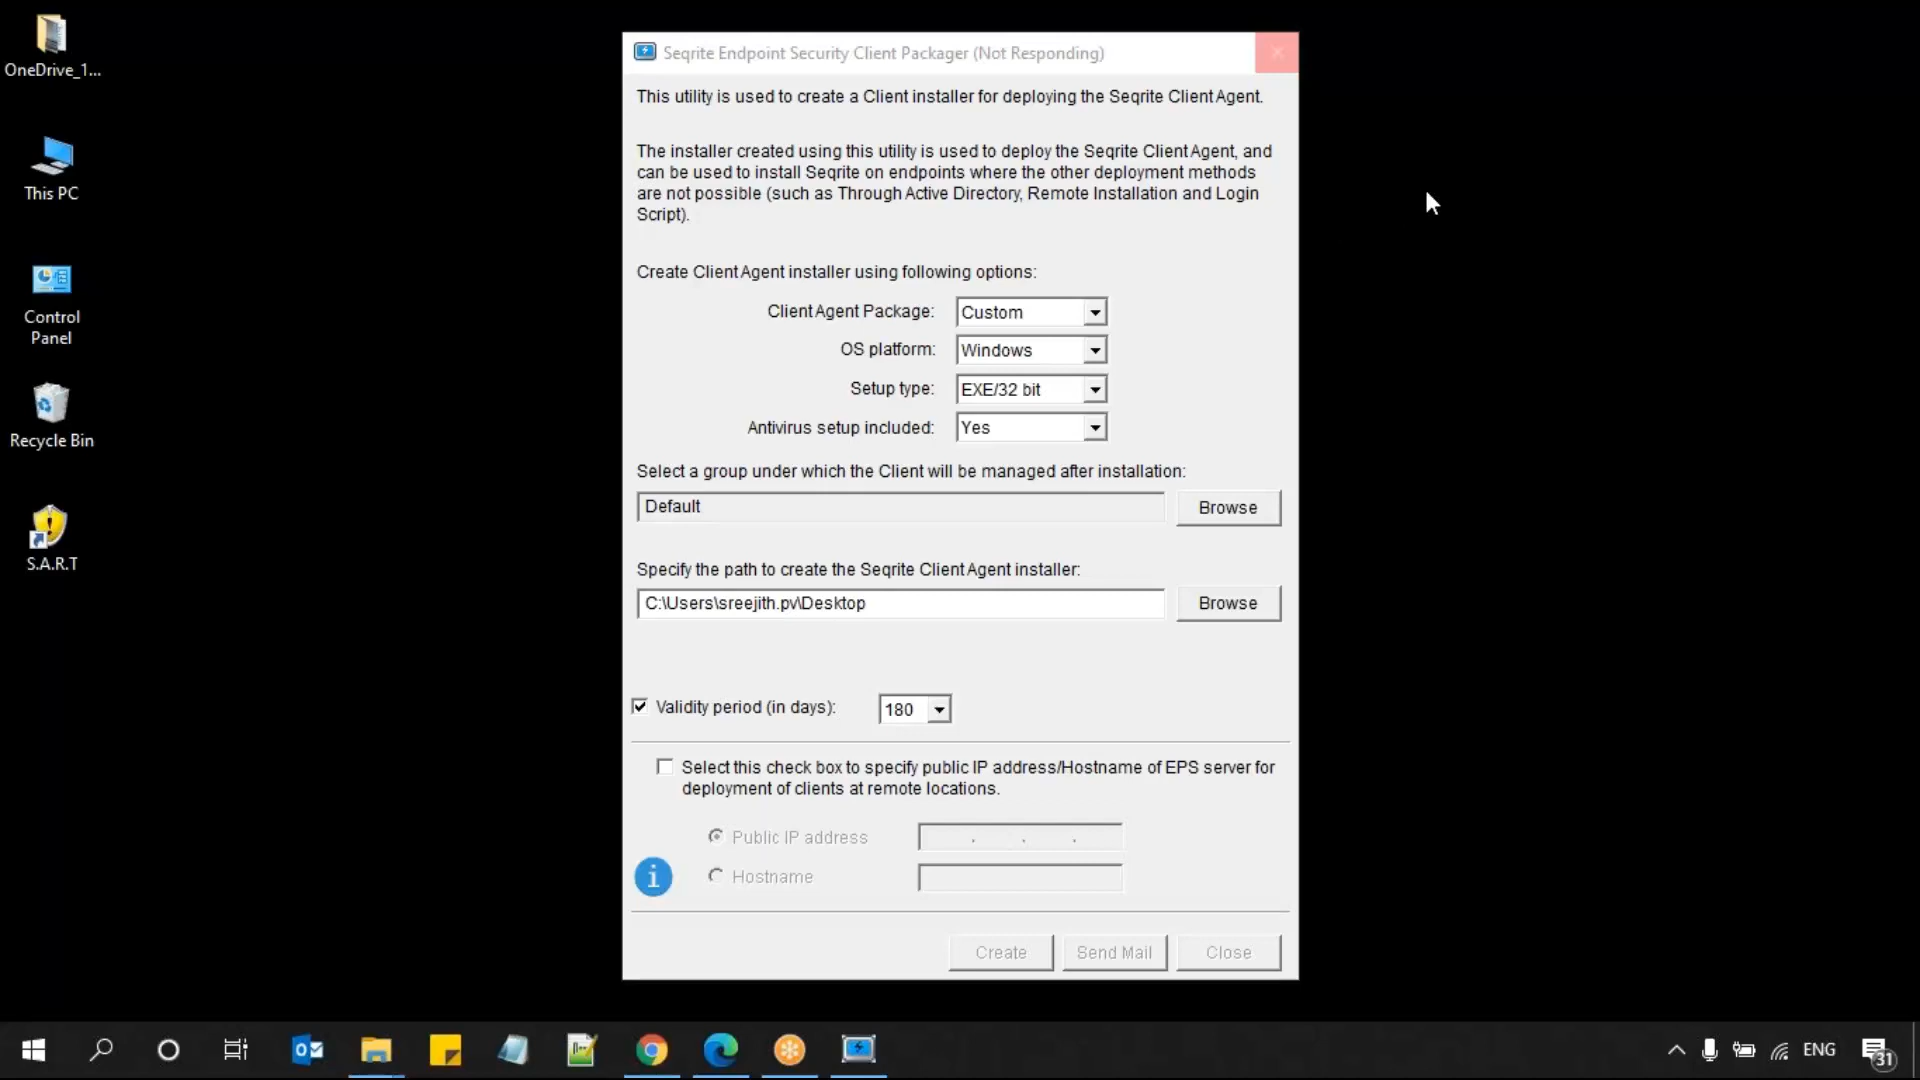 OneDrive_1...
This PC
Control
Panel
Recycle Bin
S.A.R.T
Seqrite Endpoint Security Client Packager (Not Responding)
This utility is used to create a Client installer for deploying the Seqrite Client Agent.
The installer created using this utility is used to deploy the Seqrite Client Agent, and
can be used to install Seqrite on endpoints where the other deployment methods
are not possible (such as Through Active Directory, Remote Installation and Login
Script).
Create Client Agent installer using following options:
Client Agent Package: Custom
OS platform: Windows
Setup type: EXE/32 bit
Antivirus setup included: Yes
Select a group under which the Client will be managed after installation:
Default Browse
Specify the path to create the Seqrite Client Agent installer:
C:\Users\sreejith.pv\Desktop Browse
Validity period (in days): 180
Select this check box to specify public IP address/Hostname of EPS server for
deployment of clients at remote locations.
Public IP address . . .
Hostname
Create Send Mail Close
ENG 31